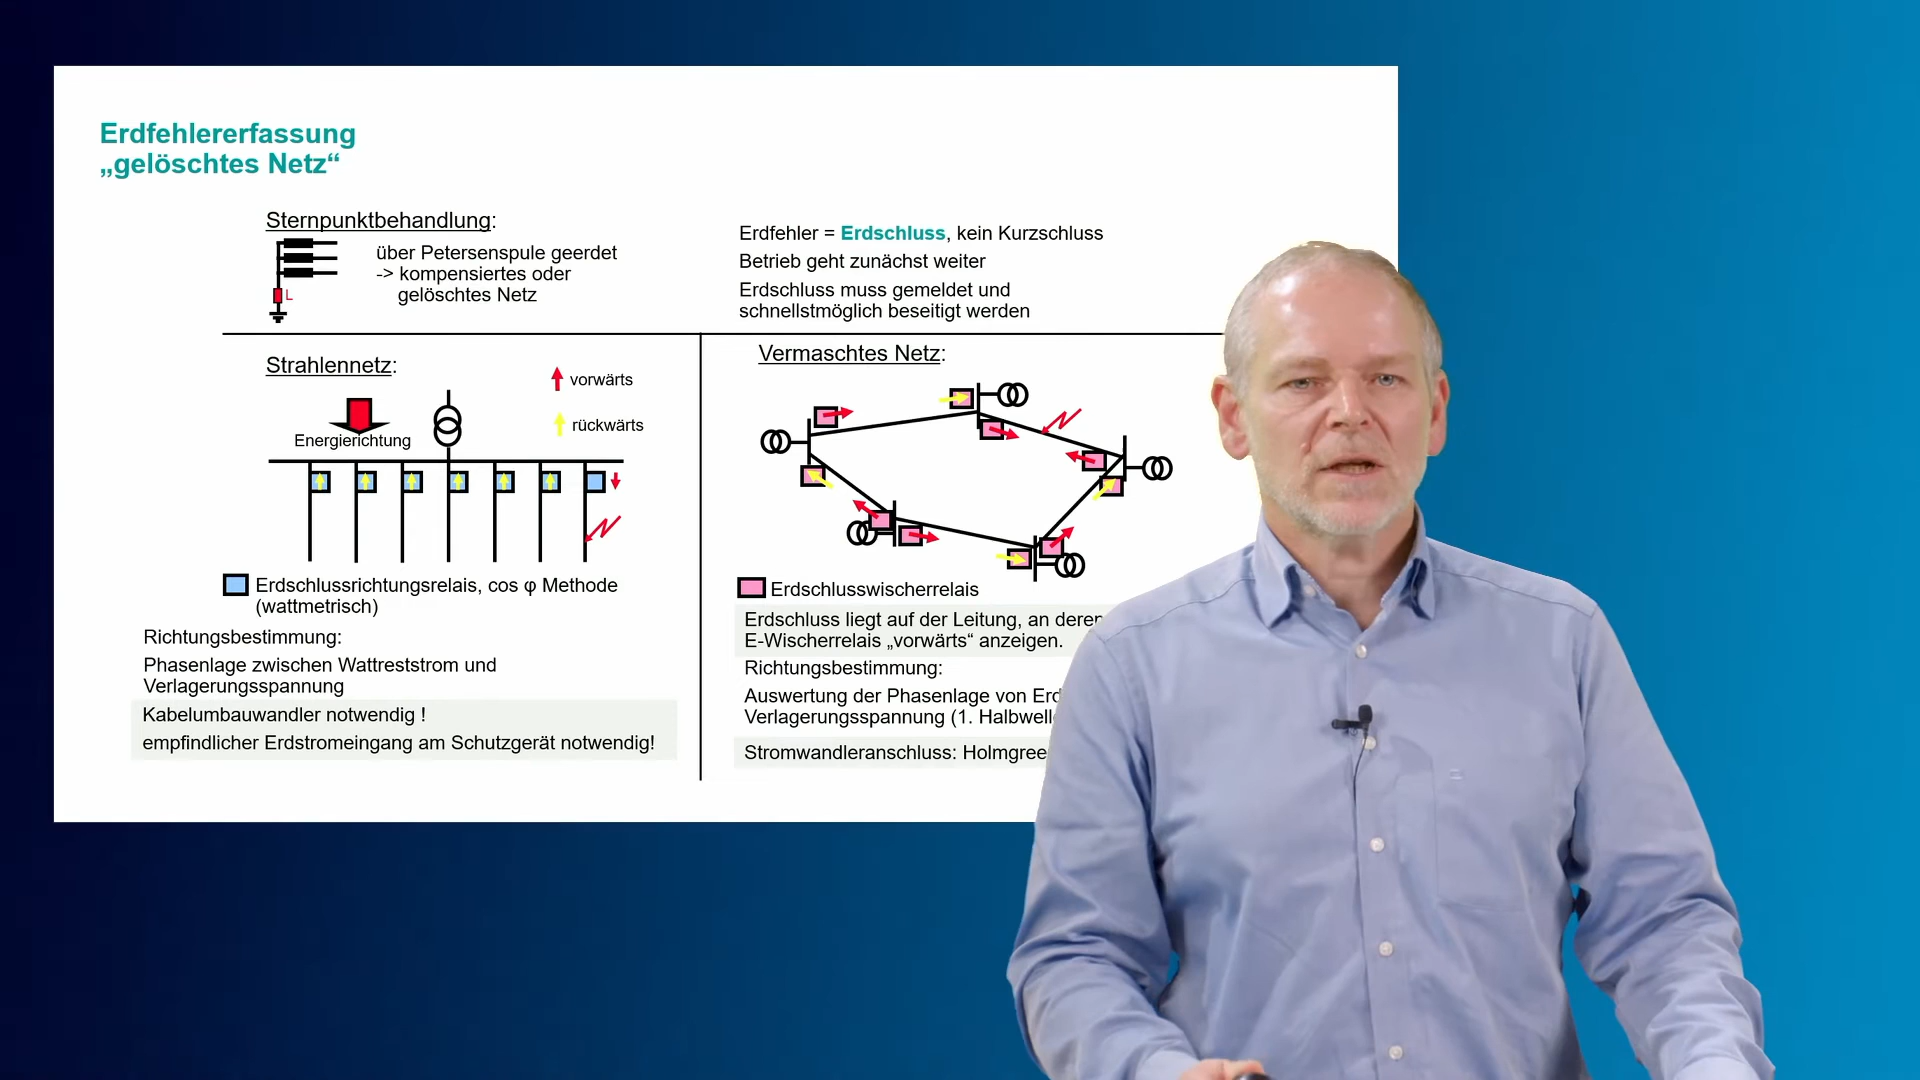 Erdfehlererfassung
„gelöschtes Netz“
Sternpunktbehandlung:
über Petersenspule geerdet
-> kompensiertes oder
gelöschtes Netz
L
Erdfehler = Erdschluss, kein Kurzschluss
Betrieb geht zunächst weiter
Erdschluss muss gemeldet und
schnellstmöglich beseitigt werden
Strahlennetz:
vorwärts
rückwärts
Energierichtung
Erdschlussrichtungsrelais, cos φ Methode
(wattmetrisch)
Richtungsbestimmung:
Phasenlage zwischen Wattreststrom und
Verlagerungsspannung
Kabelumbauwandler notwendig !
empfindlicher Erdstromeingang am Schutzgerät notwendig!
Vermaschtes Netz:
Erdschlusswischerrelais
Erdschluss liegt auf der Leitung, an deren
E-Wischerrelais „vorwärts“ anzeigen.
Richtungsbestimmung:
Auswertung der Phasenlage von
Verlagerungsspannung (1.
Stromwandleranschluss: